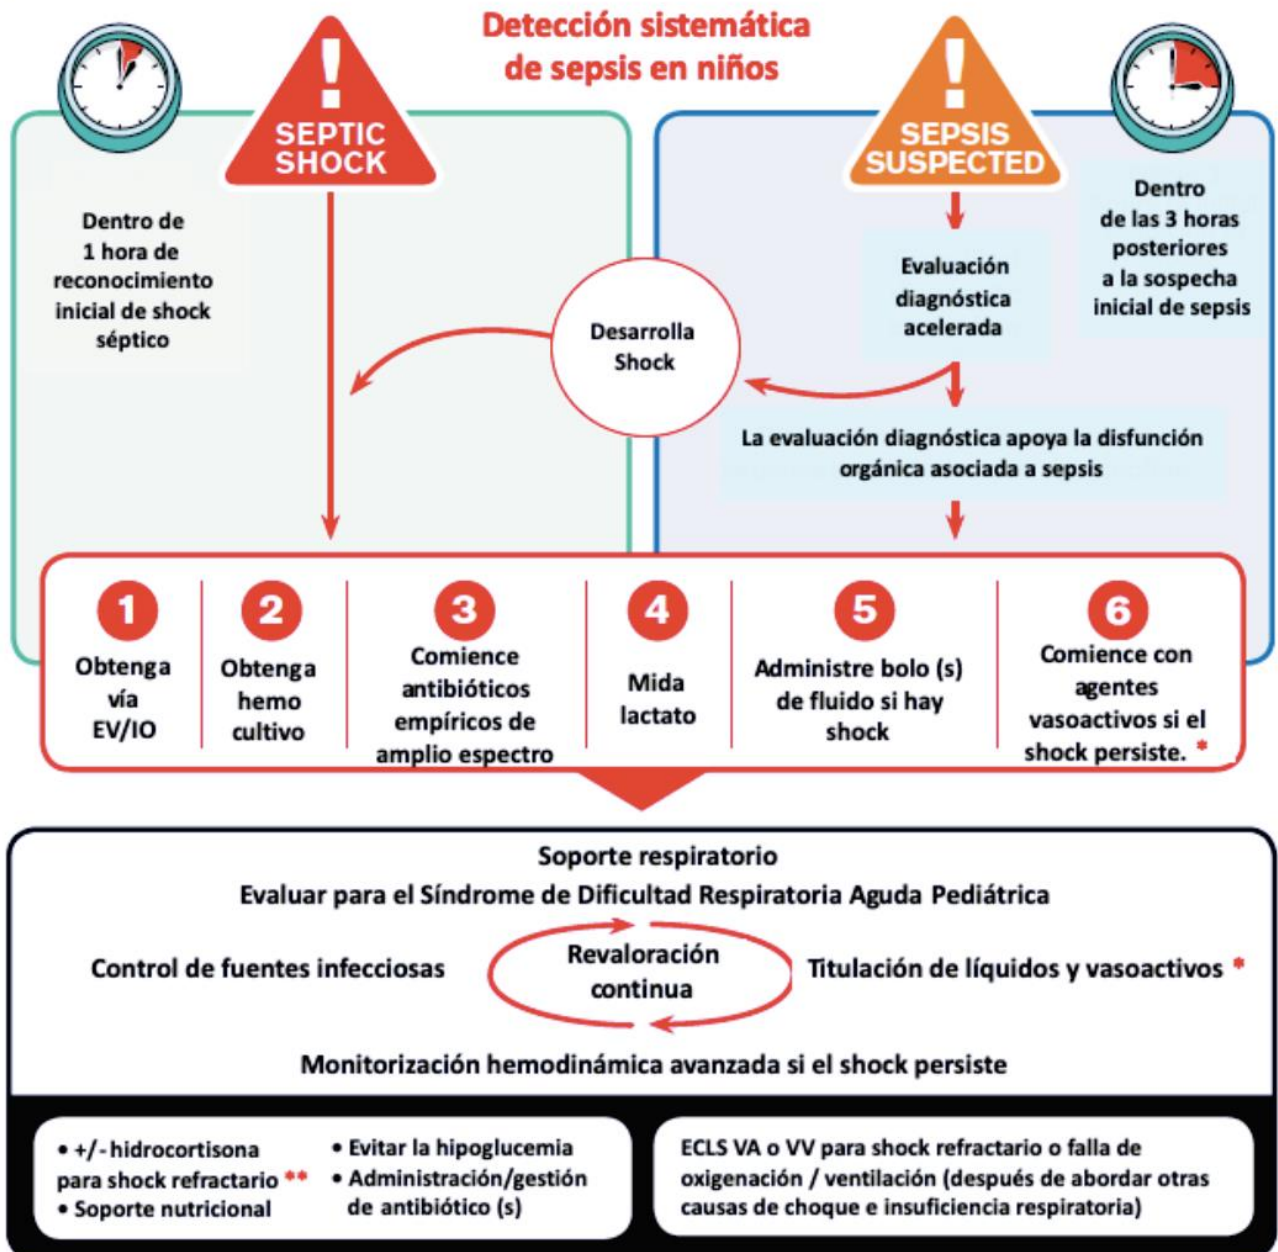 Detección sistemática
de sepsis en niños
SEPTIC
SHOCK
SEPSIS
SUSPECTED
Dentro de
1 hora de
reconocimiento
inicial de shock
séptico
Dentro
de las 3 horas
posteriores
a la sospecha
inicial de sepsis
Evaluación
diagnóstica
acelerada
Desarrolla
Shock
La evaluación diagnóstica apoya la disfunción
orgánica asociada a sepsis
1
Obtenga
vía
EV/IO
2
Obtenga
hemo
cultivo
3
Comience
antibióticos
empíricos de
amplio espectro
4
Mida
lactato
5
Administre bolo (s)
de fluido si hay
shock
6
Comience con
agentes
vasoactivos si el
shock persiste. *
Soporte respiratorio
Evaluar para el Síndrome de Dificultad Respiratoria Aguda Pediátrica
Control de fuentes infecciosas
Revaloración
continua
Titulación de líquidos y vasoactivos *
Monitorización hemodinámica avanzada si el shock persiste
• +/- hidrocortisona
para shock refractario **
• Soporte nutricional
• Evitar la hipoglucemia
• Administración/gestión
de antibiótico (s)
ECLS VA o VV para shock refractario o falla de
oxigenación / ventilación (después de abordar otras
causas de choque e insuficiencia respiratoria)